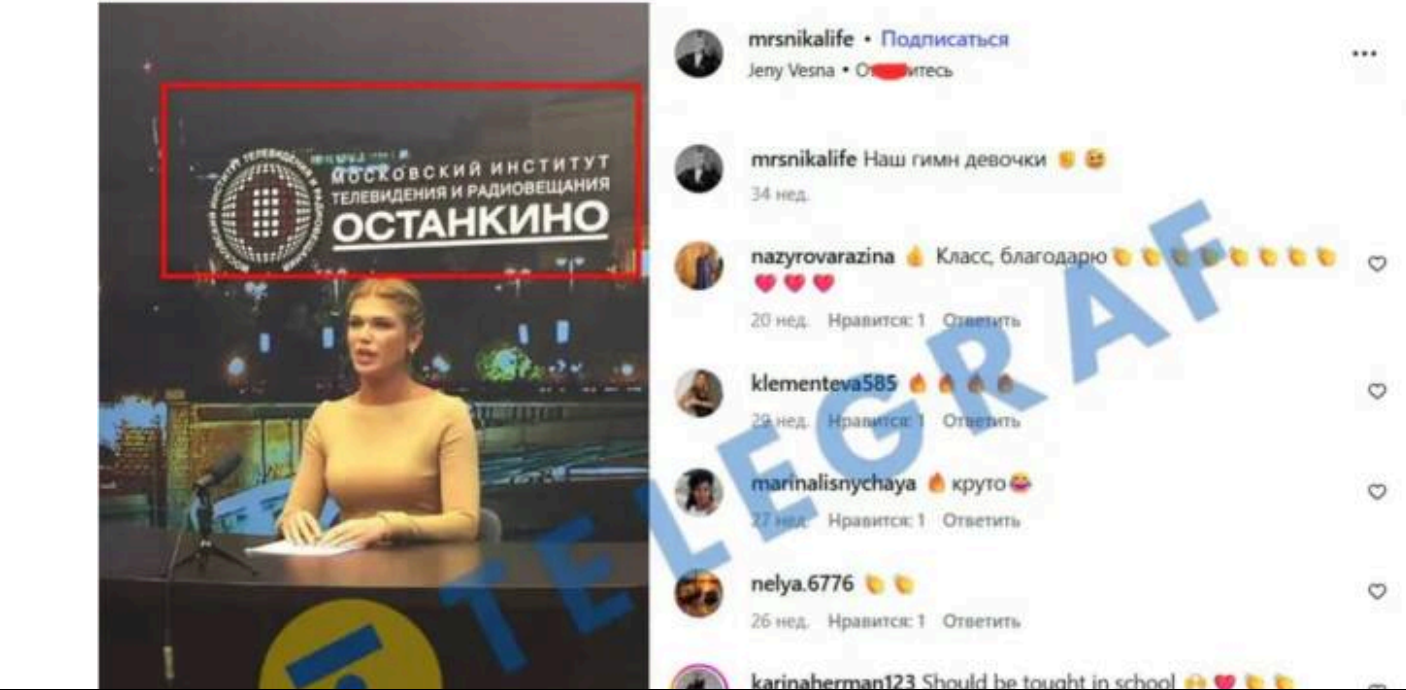 МОСКОВСКИЙ ИНСТИТУТ
ТЕЛЕВИДЕНИЯ И РАДИОВЕЩАНИЯ
ОСТАНКИНО
mrsnikalife • Подписаться
Jeny Vesna • О итесь
mrsnikalife Наш гимн девочки
34 нед.
nazyrovarazina Класс, благодарю
20 нед. Нравится: 1 Ответить
klementeva585
29 нед. Нравится: 1 Ответить
marinalisnychaya круто
27 нед. Нравится: 1 Ответить
nelya.6776
26 нед. Нравится: 1 Ответить
karinaherman123 Should be tought in school
TELEGRAF